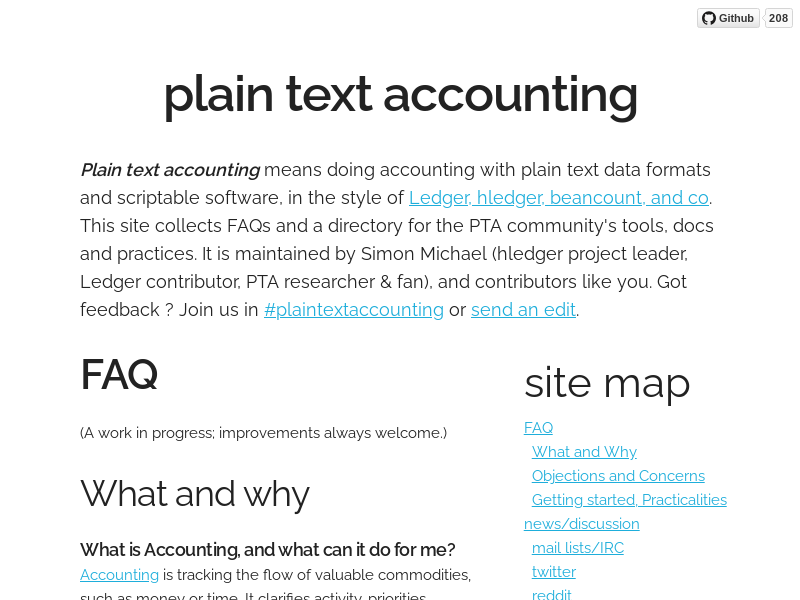 Github 208
plain text accounting
Plain text accounting means doing accounting with plain text data formats
and scriptable software, in the style of Ledger, hledger, beancount, and co.
This site collects FAQs and a directory for the PTA community's tools, docs
and practices. It is maintained by Simon Michael (hledger project leader,
Ledger contributor, PTA researcher & fan), and contributors like you. Got
feedback ? Join us in #plaintextaccounting or send an edit.
FAQ
(A work in progress; improvements always welcome.)
What and why
What is Accounting, and what can it do for me?
Accounting is tracking the flow of valuable commodities,
such as money or time. It clarifies activity, priorities,
site map
FAQ
What and Why
Objections and Concerns
Getting started, Practicalities
news/discussion
mail lists/IRC
twitter
reddit